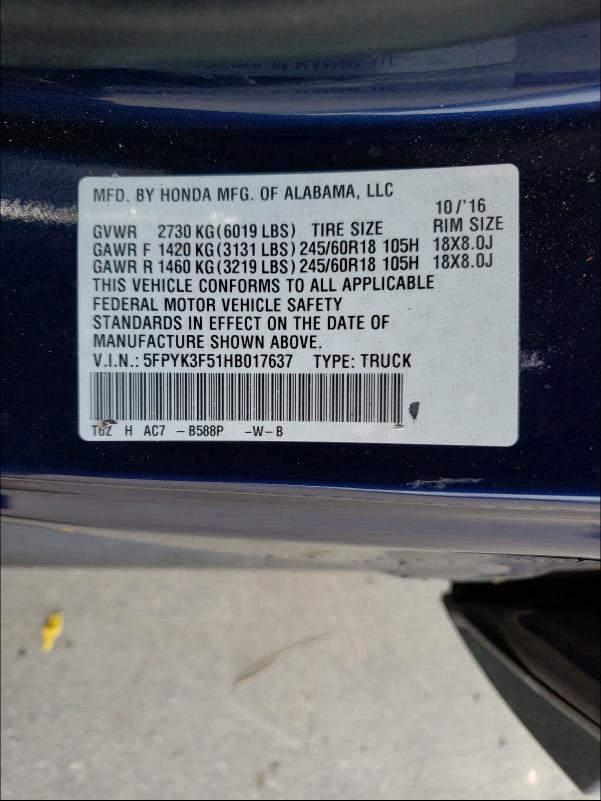 MFD. BY HONDA MFG. OF ALABAMA, LLC 10/'16
GVWR 2730 KG (6019 LBS) TIRE SIZE RIM SIZE
GAWR F 1420 KG (3131 LBS) 245/60R18 105H 18X8.0J
GAWR R 1460 KG (3219 LBS) 245/60R18 105H 18X8.0J
THIS VEHICLE CONFORMS TO ALL APPLICABLE
FEDERAL MOTOR VEHICLE SAFETY
STANDARDS IN EFFECT ON THE DATE OF
MANUFACTURE SHOWN ABOVE.
V.I.N.: 5FPYK3F51HB017637 TYPE: TRUCK
T6Z H AC7 -B588P -W-B